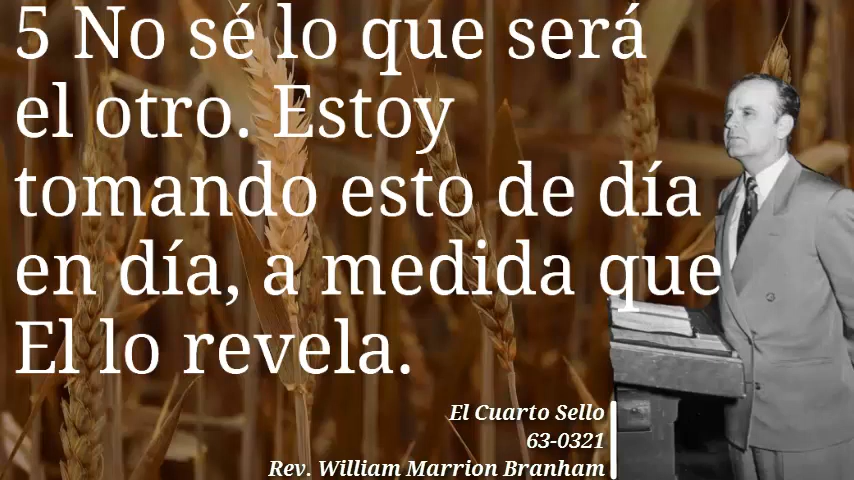 5 No sé lo que será
el otro. Estoy
tomando esto de día
en día, a medida que
El lo revela.
El Cuarto Sello
63-0321
Rev. William Marrion Branham